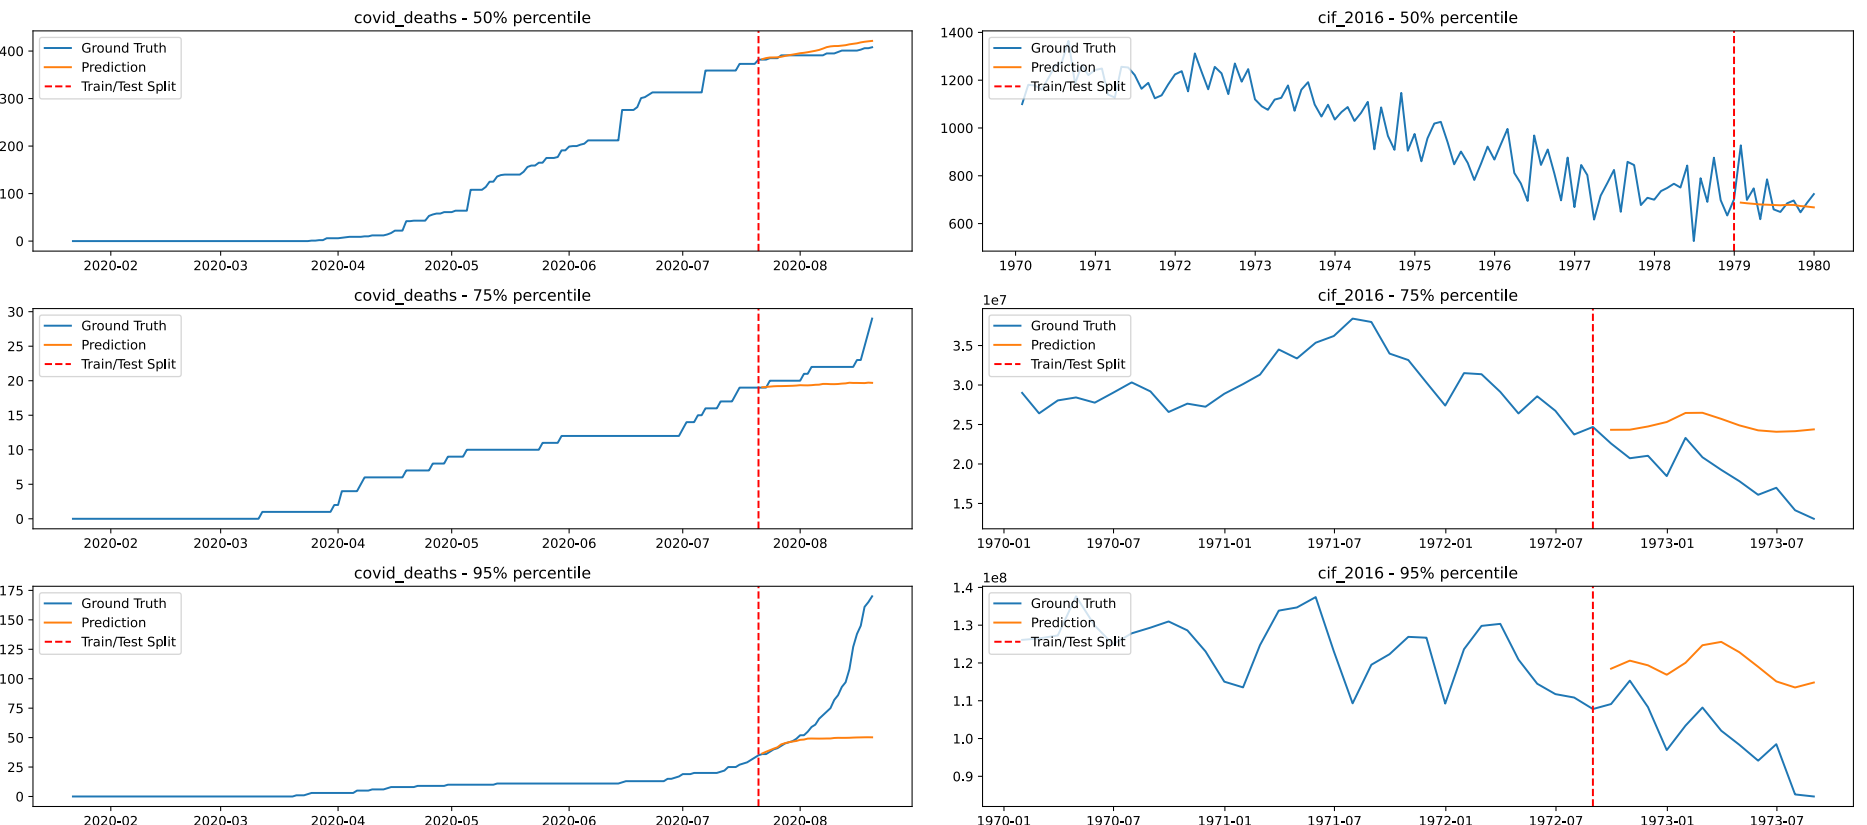 covid_deaths - 50% percentile
400
300
200
100
0
Ground Truth
Prediction
Train/Test Split
2020-02 2020-03 2020-04 2020-05 2020-06 2020-07 2020-08
cif_2016 - 50% percentile
1400
1200
1000
800
600
Ground Truth
Prediction
Train/Test Split
1970 1971 1972 1973 1974 1975 1976 1977 1978 1979 1980
covid_deaths - 75% percentile
30
25
20
15
10
5
0
Ground Truth
Prediction
Train/Test Split
2020-02 2020-03 2020-04 2020-05 2020-06 2020-07 2020-08
cif_2016 - 75% percentile
1e7
3.5
3.0
2.5
2.0
1.5
Ground Truth
Prediction
Train/Test Split
1970-01 1970-07 1971-01 1971-07 1972-01 1972-07 1973-01 1973-07
covid_deaths - 95% percentile
175
150
125
100
75
50
25
0
Ground Truth
Prediction
Train/Test Split
2020-02 2020-03 2020-04 2020-05 2020-06 2020-07 2020-08
cif_2016 - 95% percentile
1e8
1.4
1.3
1.2
1.1
1.0
0.9
Ground Truth
Prediction
Train/Test Split
1970-01 1970-07 1971-01 1971-07 1972-01 1972-07 1973-01 1973-07